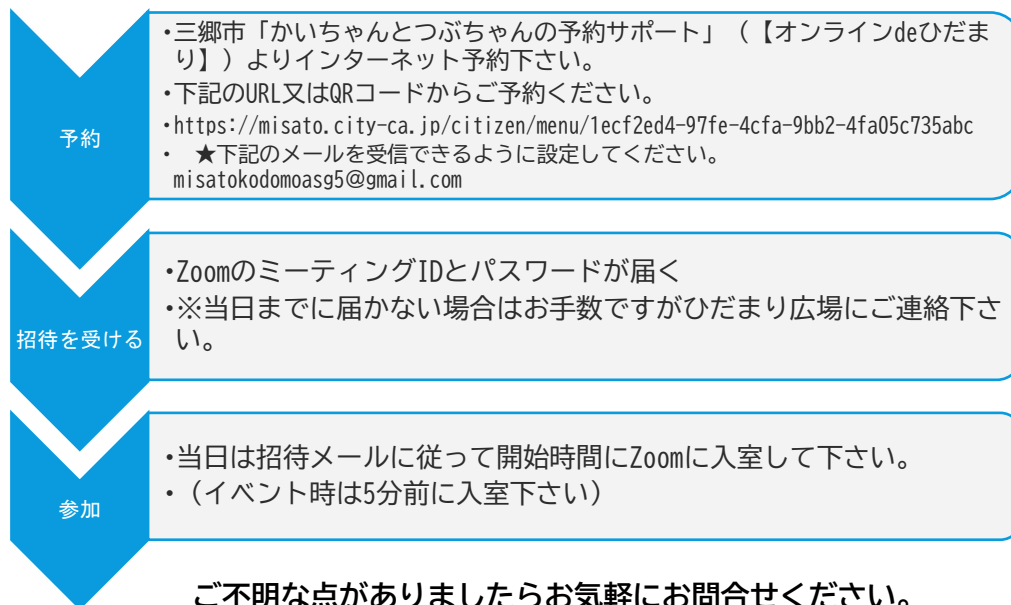 予約
・三郷市「かいちゃんとつぶちゃんの予約サポート」（【オンラインdeひだま
り】）よりインターネット予約下さい。
・下記のURL又はQRコードからご予約ください。
・https://misato.city-ca.jp/citizen/menu/1ecf2ed4-97fe-4cfa-9bb2-4fa05c735abc
・　★下記のメールを受信できるように設定してください。
misatokodomoasg5@gmail.com
招待を受ける
・ZoomのミーティングIDとパスワードが届く
・※当日までに届かない場合はお手数ですがひだまり広場にご連絡下さ
い。
参加
・当日は招待メールに従って開始時間にZoomに入室して下さい。
・（イベント時は5分前に入室下さい）
ご不明な点がありましたらお気軽にお問合せください。